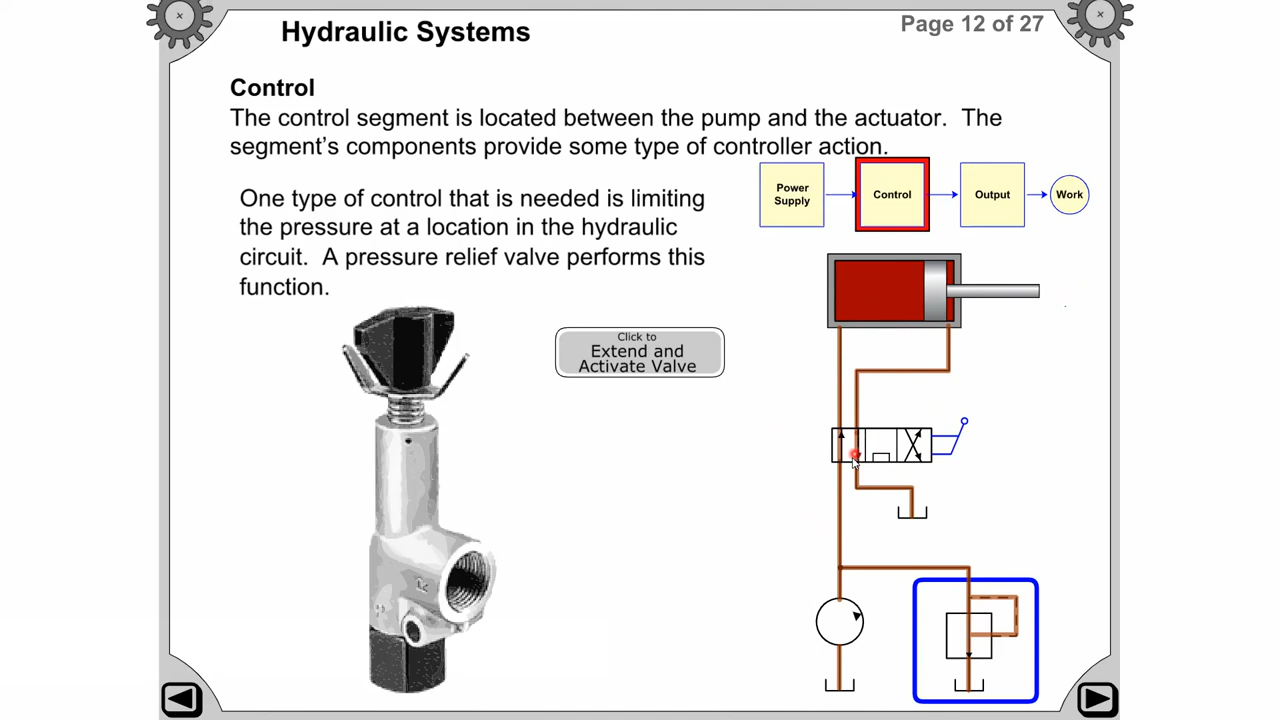 Hydraulic Systems
Page 12 of 27
Control
The control segment is located between the pump and the actuator. The
segment's components provide some type of controller action.
One type of control that is needed is limiting
the pressure at a location in the hydraulic
circuit. A pressure relief valve performs this
function.
Power
Supply
Control
Output
Work
Click to
Extend and
Activate Valve